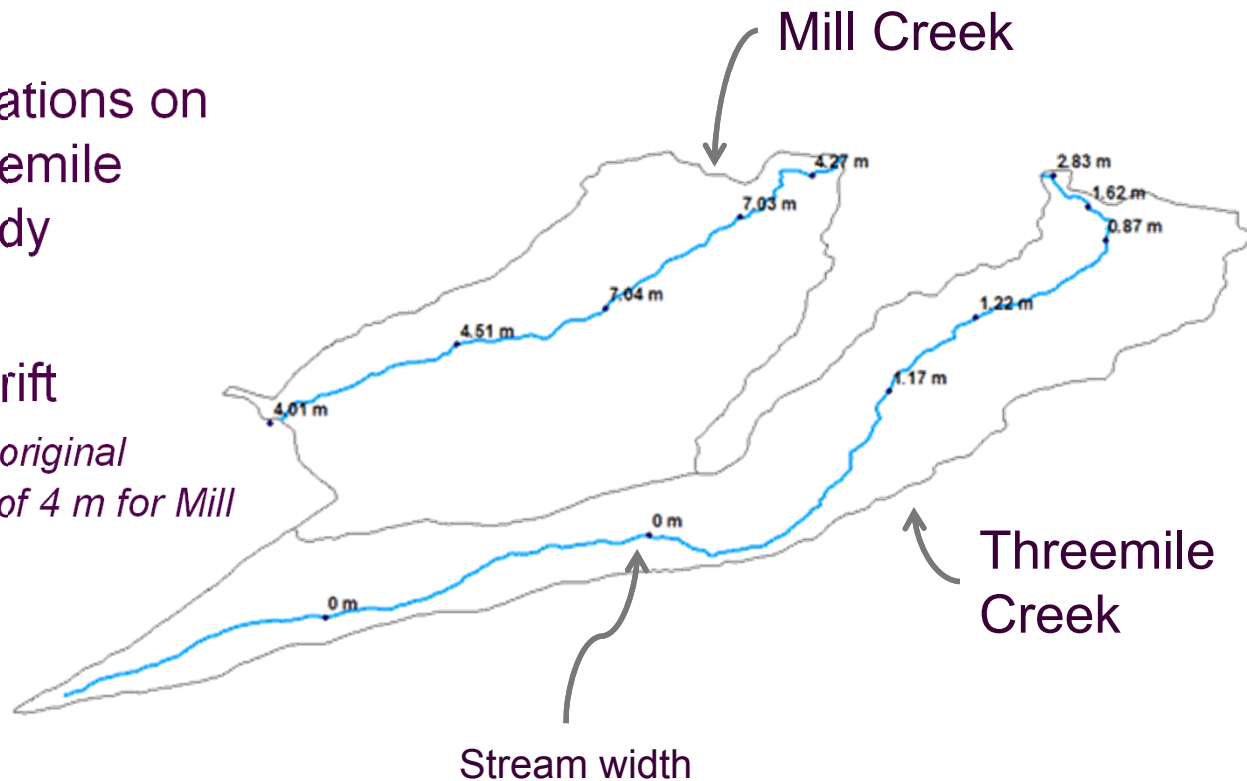 Mill Creek
ations on
emile
dy
rift
original
of 4 m for Mill
4.27 m
7.03 m
7.04 m
4.51 m
4.01 m
2.83 m
1.62 m
0.87 m
1.22 m
1.17 m
0 m
0 m
Threemile
Creek
Stream width